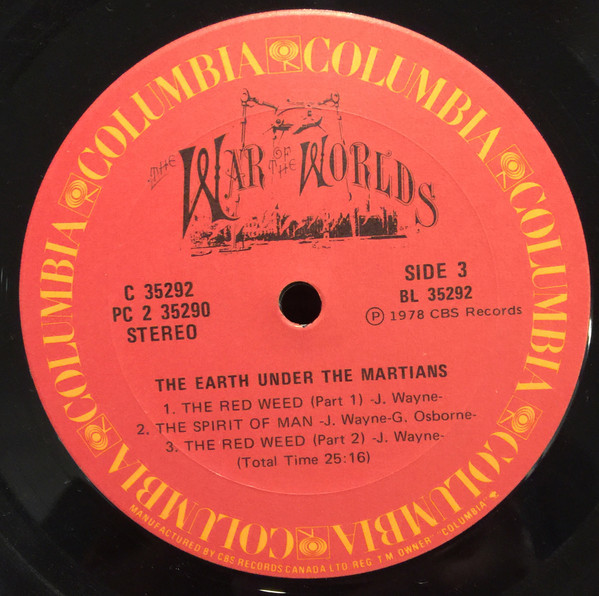 COLUMBIA COLUMBIA COLUMBIA COLUMBIA COLUMBIA COLUMBIA COLUMBIA COLUMBIA
THE WAR OF THE WORLDS
C 35292
PC 2 35290
STEREO
SIDE 3
BL 35292
Ⓟ 1978 CBS Records
THE EARTH UNDER THE MARTIANS
1. THE RED WEED (Part 1) -J. Wayne-
2. THE SPIRIT OF MAN -J. Wayne-G, Osborne-
3. THE RED WEED (Part 2) -J. Wayne-
(Total Time 25:16)
MANUFACTURED BY CBS RECORDS CANADA LTD REG T M OWNER "COLUMBIA"